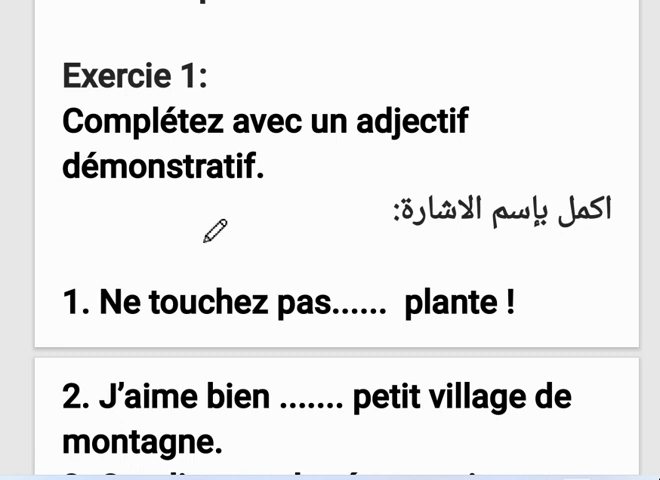 Exercie 1:
Complétez avec un adjectif
démonstratif.
اكمل بإسم الاشارة:
1. Ne touchez pas...... plante !
2. J’aime bien ....... petit village de
montagne.